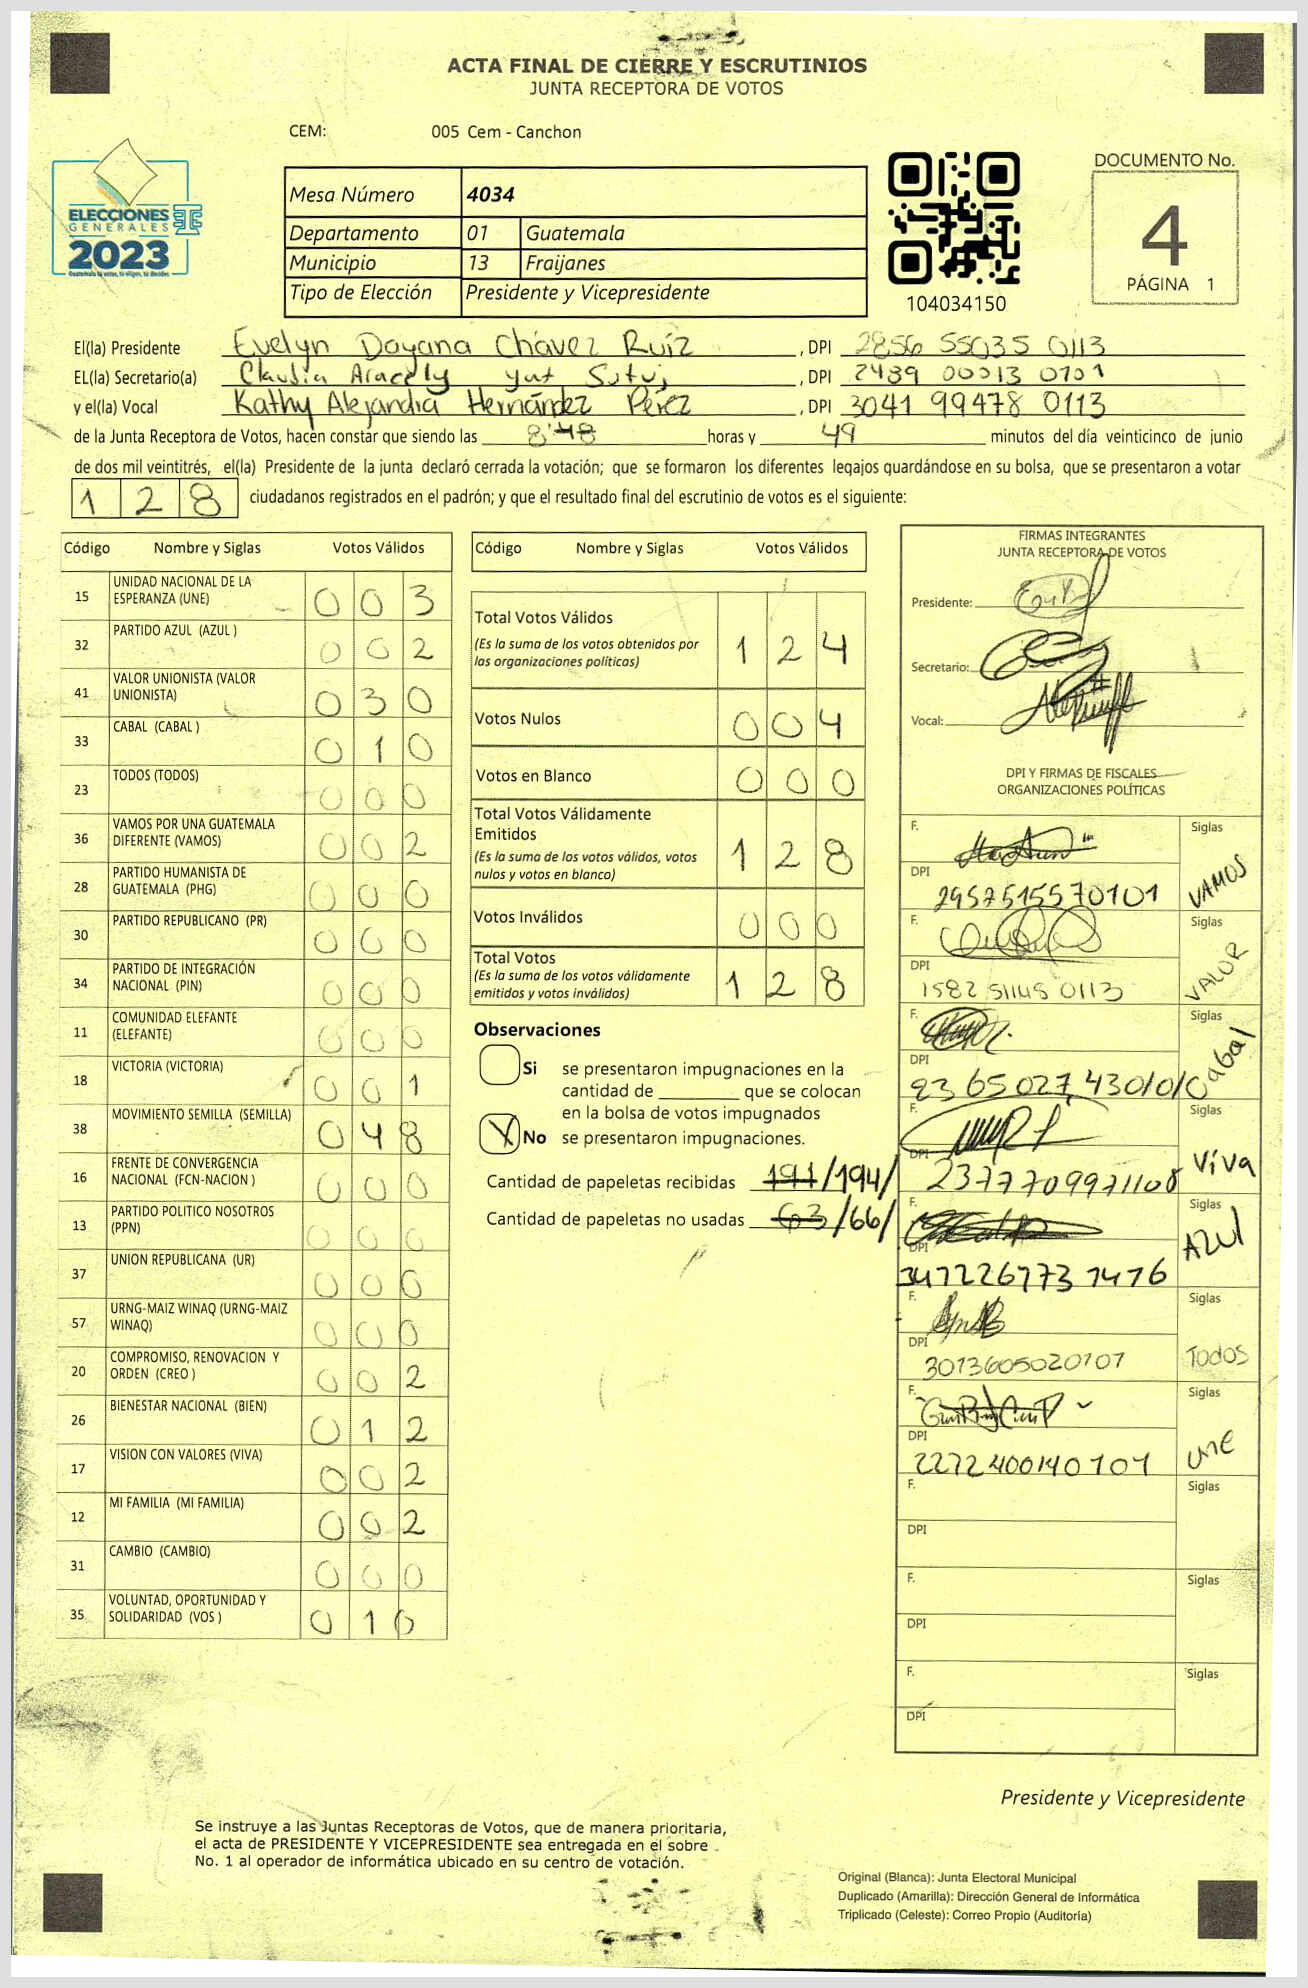 ACTA FINAL DE CIERRE Y ESCRUTINIOS
JUNTA RECEPTORA DE VOTOS
CEM: 005 Cem - Canchon
ELECCIONES
GENERALES
2023
Mesa Número 4034
Departamento 01 Guatemala
Municipio 13 Fraijanes
Tipo de Elección Presidente y Vicepresidente
104034150
DOCUMENTO No.
4
PÁGINA 1
El(la) Presidente Evelyn Dayana Chávez Ruíz , DPI 2856 55035 0113
EL(la) Secretario(a) Claudia Aracely yat , DPI 2489 00013 0101
y el(la) Vocal Kathy Alejandra Hernández Pérez , DPI 3041 99478 0113
de la Junta Receptora de Votos, hacen constar que siendo las 8:48 horas y 49 minutos del día veinticinco de junio
de dos mil veintitrés, el(la) Presidente de la junta declaró cerrada la votación; que se formaron los diferentes legajos guardándose en su bolsa, que se presentaron a votar
1 2 8 ciudadanos registrados en el padrón; y que el resultado final del escrutinio de votos es el siguiente:
Código Nombre y Siglas Votos Válidos
15 UNIDAD NACIONAL DE LA ESPERANZA (UNE) 0 0 3
32 PARTIDO AZUL (AZUL ) 0 0 2
41 VALOR UNIONISTA (VALOR UNIONISTA) 0 3 0
33 CABAL (CABAL ) 0 1 0
23 TODOS (TODOS) 0 0 0
36 VAMOS POR UNA GUATEMALA DIFERENTE (VAMOS) 0 0 2
28 PARTIDO HUMANISTA DE GUATEMALA (PHG) 0 0 0
30 PARTIDO REPUBLICANO (PR) 0 0 0
34 PARTIDO DE INTEGRACIÓN NACIONAL (PIN) 0 0 0
11 COMUNIDAD ELEFANTE (ELEFANTE) 0 0 0
18 VICTORIA (VICTORIA) 0 0 1
38 MOVIMIENTO SEMILLA (SEMILLA) 0 4 8
16 FRENTE DE CONVERGENCIA NACIONAL (FCN-NACION ) 0 0 0
13 PARTIDO POLITICO NOSOTROS (PPN) 0 0 0
37 UNION REPUBLICANA (UR) 0 0 0
57 URNG-MAIZ WINAQ (URNG-MAIZ WINAQ) 0 0 0
20 COMPROMISO, RENOVACION Y ORDEN (CREO ) 0 0 2
26 BIENESTAR NACIONAL (BIEN) 0 1 2
17 VISION CON VALORES (VIVA) 0 0 2
12 MI FAMILIA (MI FAMILIA) 0 0 2
31 CAMBIO (CAMBIO) 0 0 0
35 VOLUNTAD, OPORTUNIDAD Y SOLIDARIDAD (VOS ) 0 1 0
Código Nombre y Siglas Votos Válidos
Total Votos Válidos 1 2 4
(Es la suma de los votos obtenidos por
las organizaciones políticas)
Votos Nulos 0 0 4
Votos en Blanco 0 0 0
Total Votos Válidamente
Emitidos 1 2 8
(Es la suma de los votos válidos, votos
nulos y votos en blanco)
Votos Inválidos 0 0 0
Total Votos 1 2 8
(Es la suma de los votos válidamente
emitidos y votos inválidos)
Observaciones
Si se presentaron impugnaciones en la
cantidad de ________ que se colocan
en la bolsa de votos impugnados
X No se presentaron impugnaciones.
Cantidad de papeletas recibidas 191/194/
Cantidad de papeletas no usadas 63/66/
FIRMAS INTEGRANTES
JUNTA RECEPTORA DE VOTOS
Presidente:
Secretario:
Vocal:
DPI Y FIRMAS DE FISCALES
ORGANIZACIONES POLÍTICAS
F. Siglas
DPI 2957515570101 VAMOS
F. Siglas
DPI 1582 51148 0113 VALOR
F. Siglas
DPI 23 65 027,430101 Cabal
F. Siglas
DPI 2377709971108 Viva
F. Siglas
DPI AZUl
F. Siglas
DPI 3013605020101 TODOS
F. Siglas
DPI 2272400140101 une
F. Siglas
DPI
F. Siglas
DPI
F. Siglas
DPI
Presidente y Vicepresidente
Se instruye a las Juntas Receptoras de Votos, que de manera prioritaria,
el acta de PRESIDENTE Y VICEPRESIDENTE sea entregada en el sobre
No. 1 al operador de informática ubicado en su centro de votación.
Original (Blanca): Junta Electoral Municipal
Duplicado (Amarilla): Dirección General de Informática
Triplicado (Celeste): Correo Propio (Auditoría)